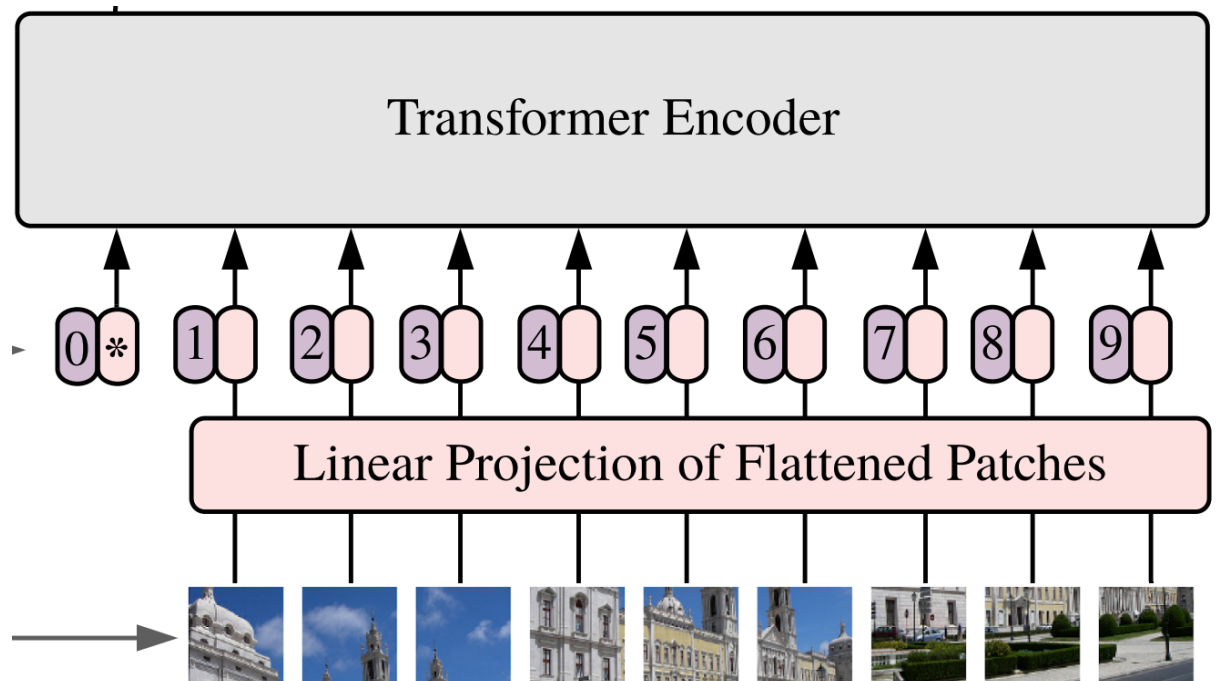 Transformer Encoder
0 * 1 2 3 4 5 6 7 8 9
Linear Projection of Flattened Patches